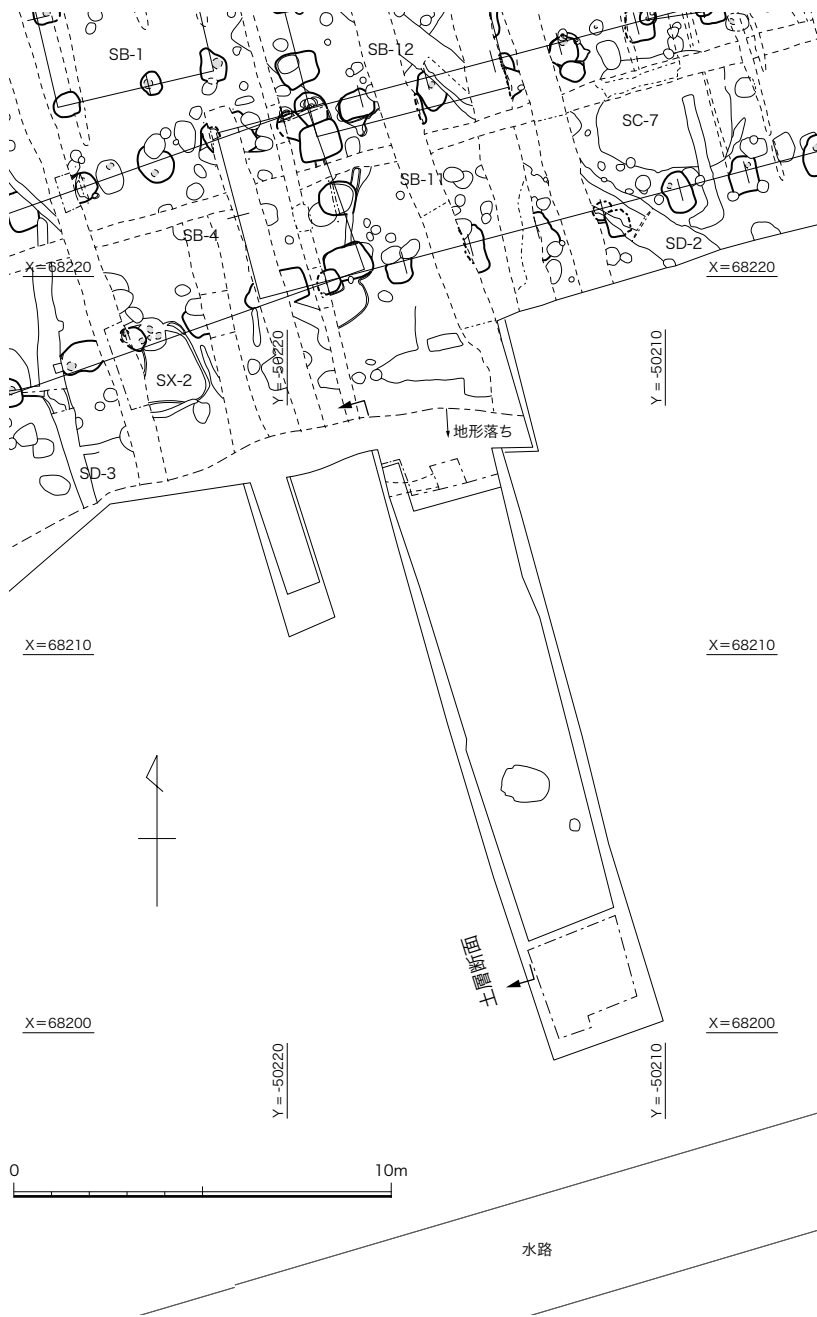 SB-1
SB-12
SC-7
SB-11
SB-4
SD-2
X=68220
X=68220
Y = -50220
Y = -50210
SX-2
地形落ち
SD-3
X=68210
X=68210
土層断面
X=68200
X=68200
Y = -50220
Y = -50210
0
10m
水路